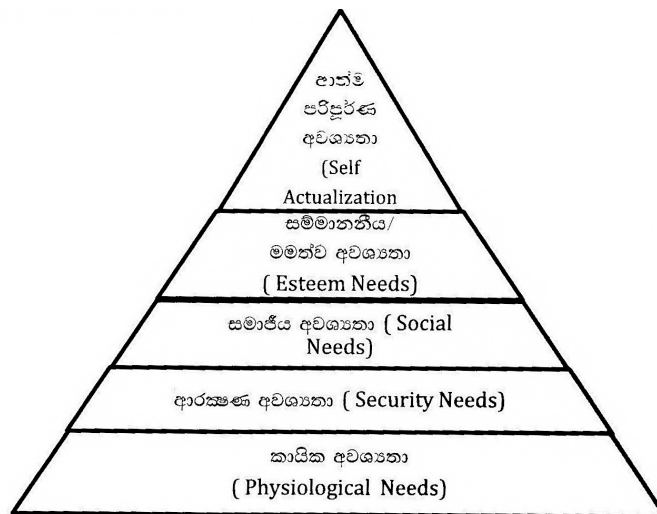 ආත්ම
පරිපූර්ණ
අවශ්‍යතා
(Self
Actualization
සම්මානනීය/
මමත්ව අවශ්‍යතා
( Esteem Needs)
සමාජීය අවශ්‍යතා ( Social
Needs)
ආරක්‍ෂණ අවශ්‍යතා ( Security Needs)
කායික අවශ්‍යතා
( Physiological Needs)